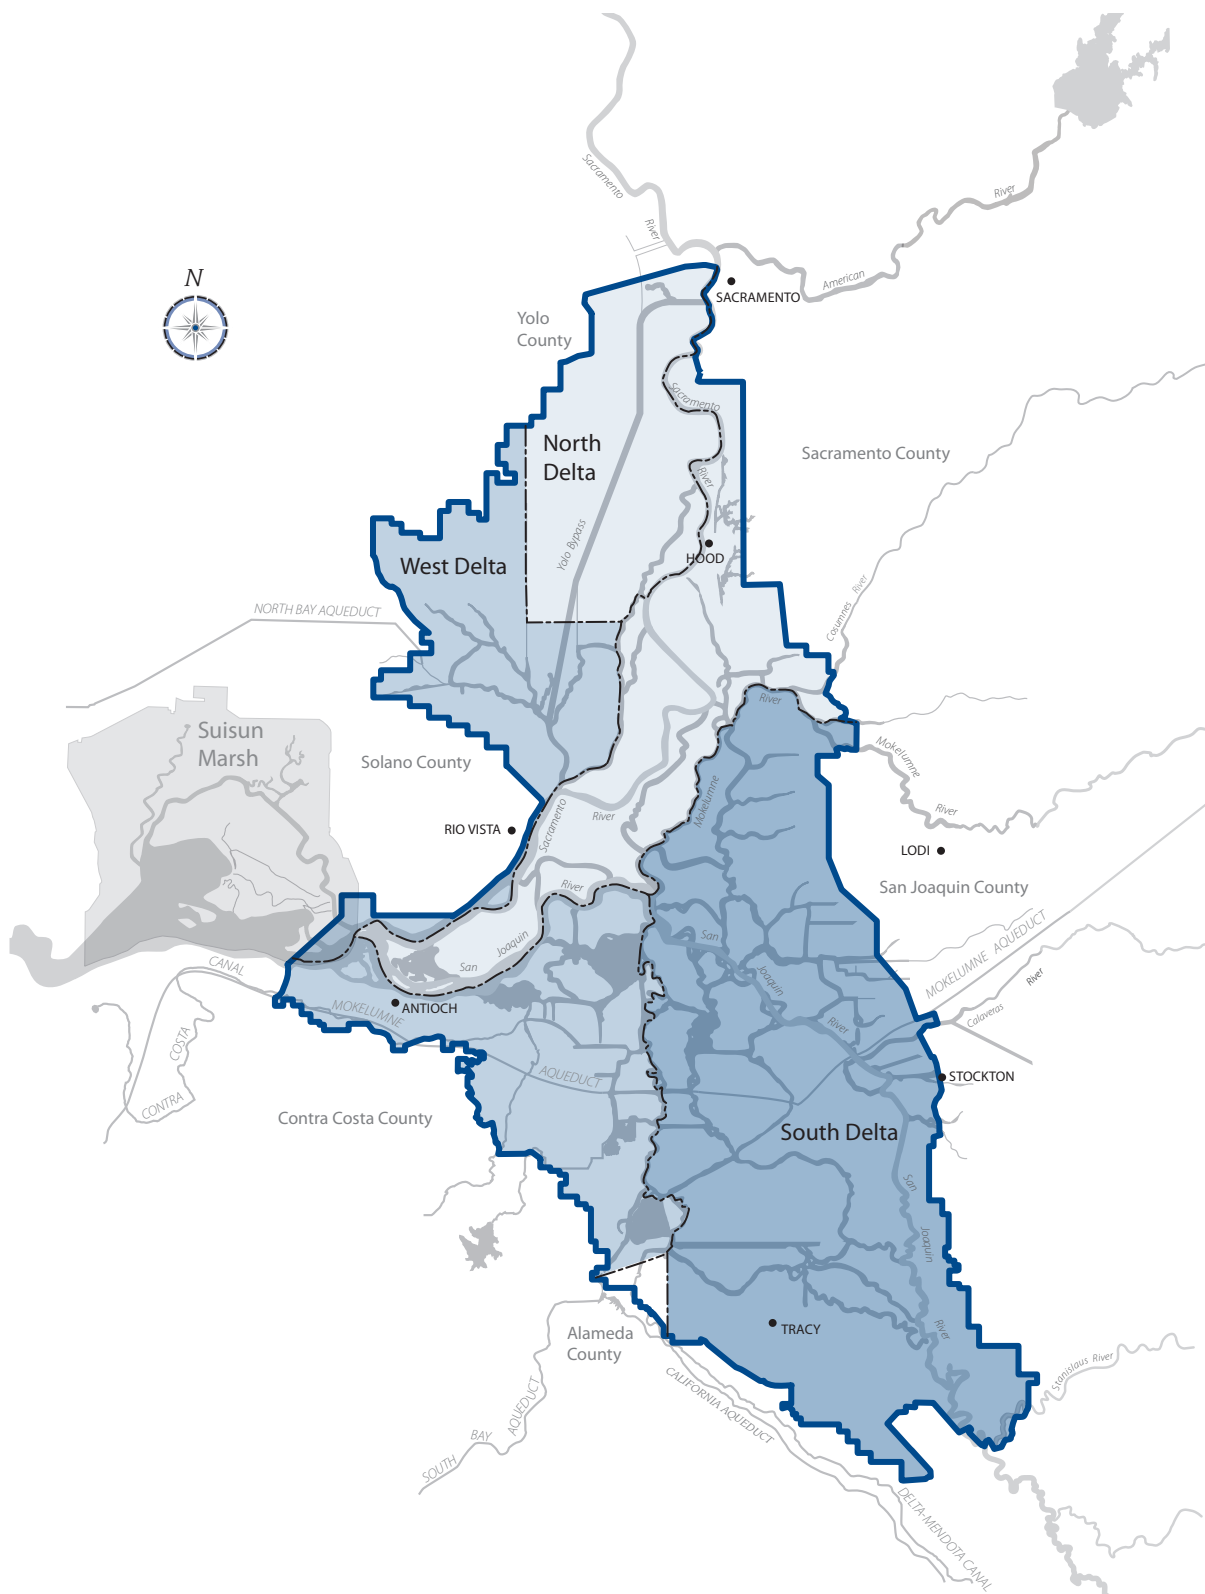 Sacramento
River
River
American
N
SACRAMENTO
Yolo
County
Sacramento
North
Delta
Sacramento County
River
Yolo Bypass
HOOD
West Delta
NORTH BAY AQUEDUCT
Cosumnes
River
River
Suisun
Marsh
Solano County
Mokelumne
River
Mokelumne
Sacramento
River
RIO VISTA
LODI
River
San Joaquin County
San
Joaquin
San
CANAL
MOKELUMNE AQUEDUCT
Joaquin
River
MOKELUMNE
ANTIOCH
Calaveras
River
COSTA
CONTRA
AQUEDUCT
STOCKTON
Contra Costa County
South Delta
San
Joaquin
River
TRACY
Alameda
County
Stanislaus River
CALIFORNIA AQUEDUCT
SOUTH
BAY
AQUEDUCT
DELTA-MENDOTA CANAL